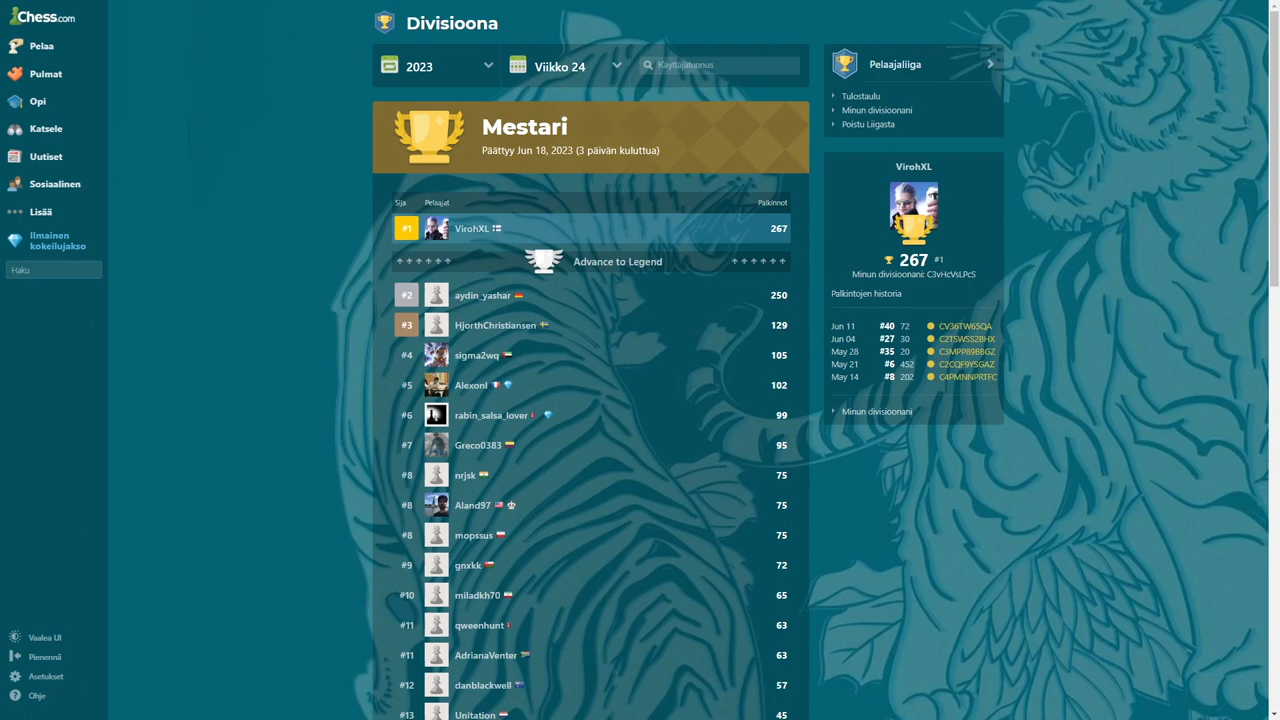 Chess.com
Pelaa
Pulmat
Opi
Katsele
Uutiset
Sosiaalinen
Lisää
Ilmainen
kokeilujakso
Haku
Vaalea UI
Pienennä
Asetukset
Ohje
Divisioona
2023
Viikko 24
Käyttäjätunnus
Mestari
Päättyy Jun 18, 2023 (3 päivän kuluttua)
Sija Pelaajat Palkinnot
#1 VirohXL 267
Advance to Legend
#2 aydin_yashar 250
#3 HjorthChristiansen 129
#4 sigma2wq 105
#5 Alexonl 102
#6 rabin_salsa_lover 99
#7 Greco0383 95
#8 nrjsk 75
#8 Aland97 75
#8 mopssus 75
#9 gnxkk 72
#10 miladkh70 65
#11 qweenhunt 63
#11 AdrianaVenter 63
#12 danblackwell 57
#13 Unitation 45
Pelaajaliiga
Tulostaulu
Minun divisioonani
Poistu Liigasta
VirohXL
267 #1
Minun divisioonani: C3vHcVsLPcS
Palkintojen historia
Jun 11 #40 72 CV36TW65QA
Jun 04 #27 30 C2TSWSS2BHX
May 28 #35 20 C3MPP89BBGZ
May 21 #6 452 C2CQF9YSGAZ
May 14 #8 202 C4PMNNPRTFC
Minun divisioonani